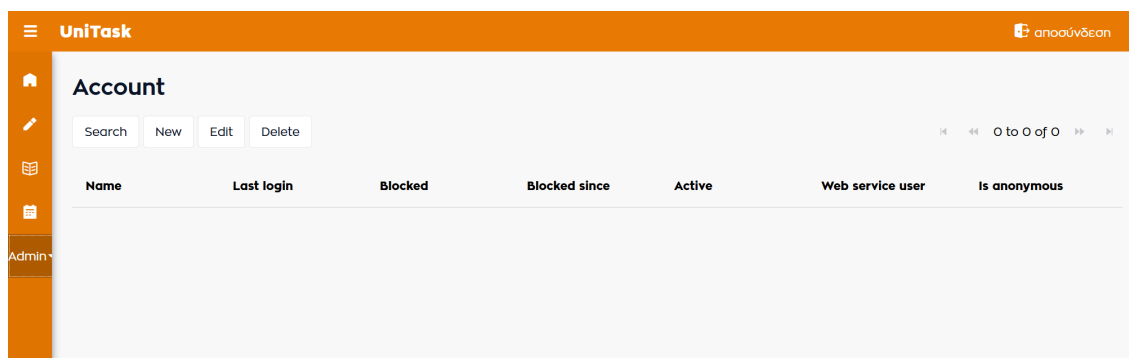 UniTask
αποσύνδεση
Account
Search New Edit Delete
0 to 0 of 0
Name Last login Blocked Blocked since Active Web service user Is anonymous
Admin